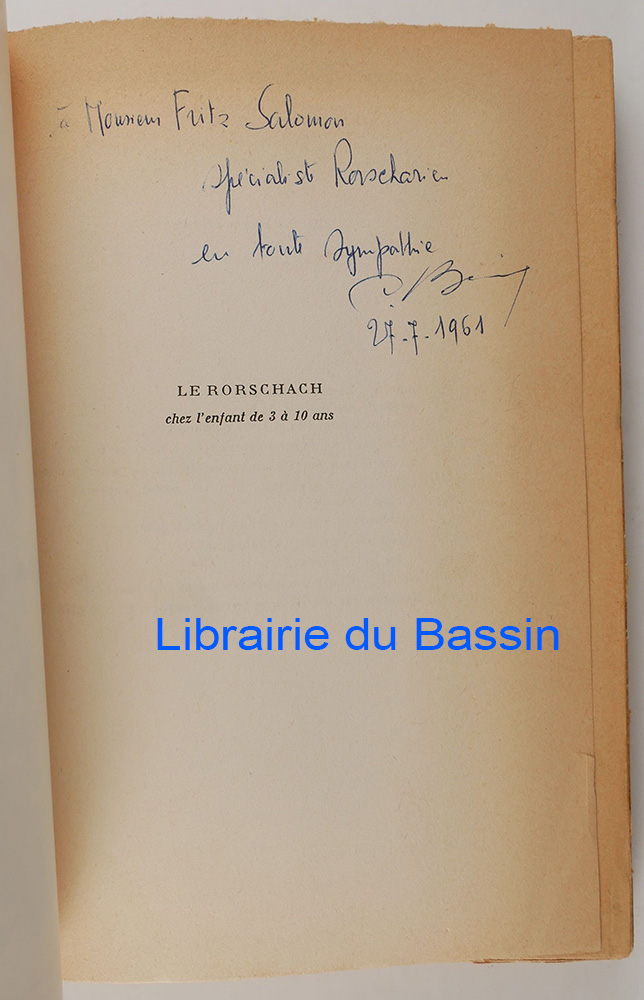 à Monsieur Fritz Salomon
spécialiste Rorscharien
en toute sympathie
27-7-1961
LE RORSCHACH
chez l'enfant de 3 à 10 ans
Librairie du Bassin